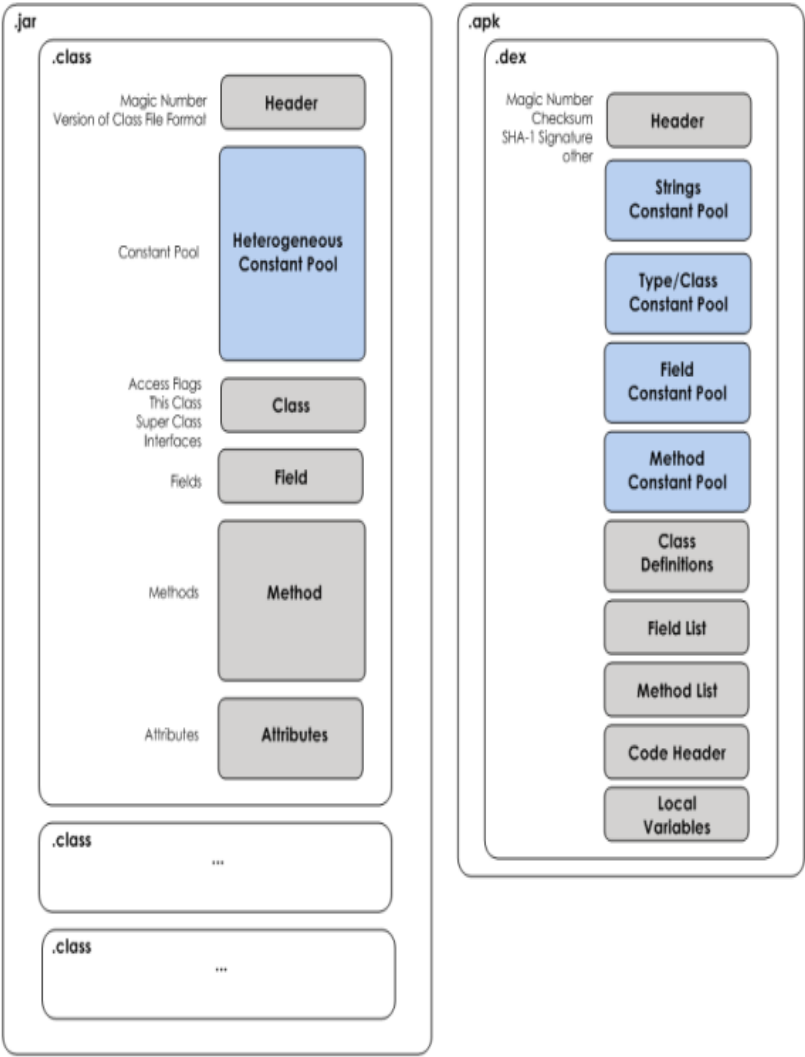 .jar
.class
Magic Number
Version of Class File Format
Header
Constant Pool
Heterogeneous
Constant Pool
Access Flags
This Class
Super Class
Interfaces
Class
Fields
Field
Methods
Method
Attributes
Attributes
.class
...
.class
...
.apk
.dex
Magic Number
Checksum
SHA-1 Signature
other
Header
Strings
Constant Pool
Type/Class
Constant Pool
Field
Constant Pool
Method
Constant Pool
Class
Definitions
Field List
Method List
Code Header
Local
Variables